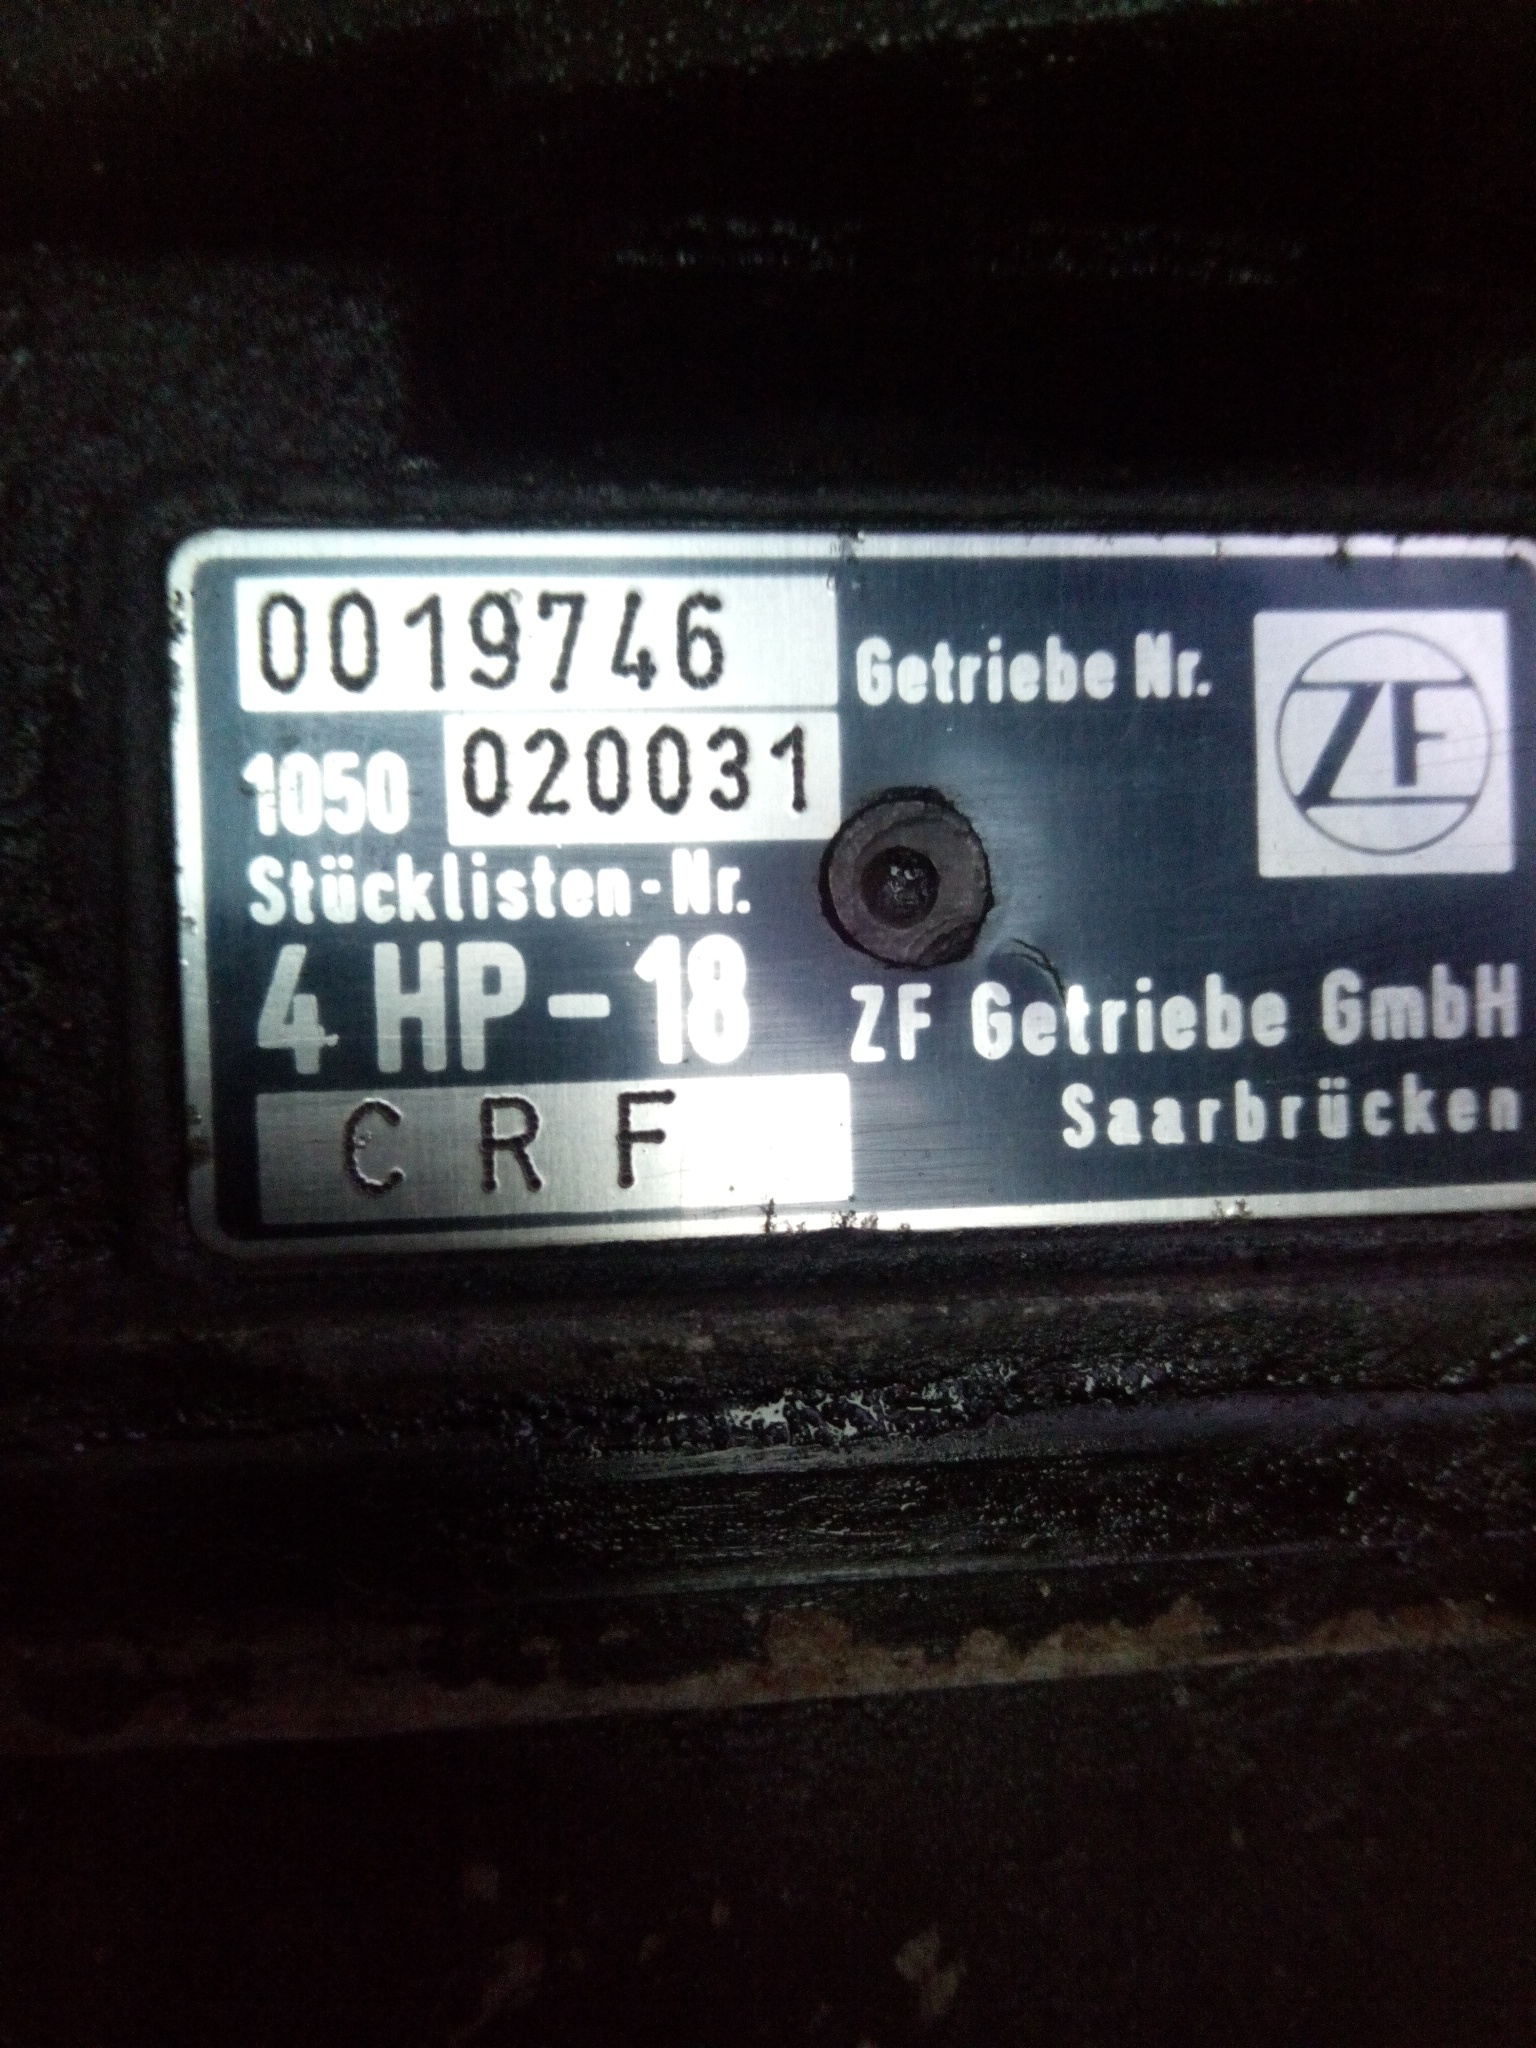 0019746 Getriebe Nr. ZF
1050 020031
Stücklisten-Nr.
4 HP-18 ZF Getriebe GmbH
CRF Saarbrücken